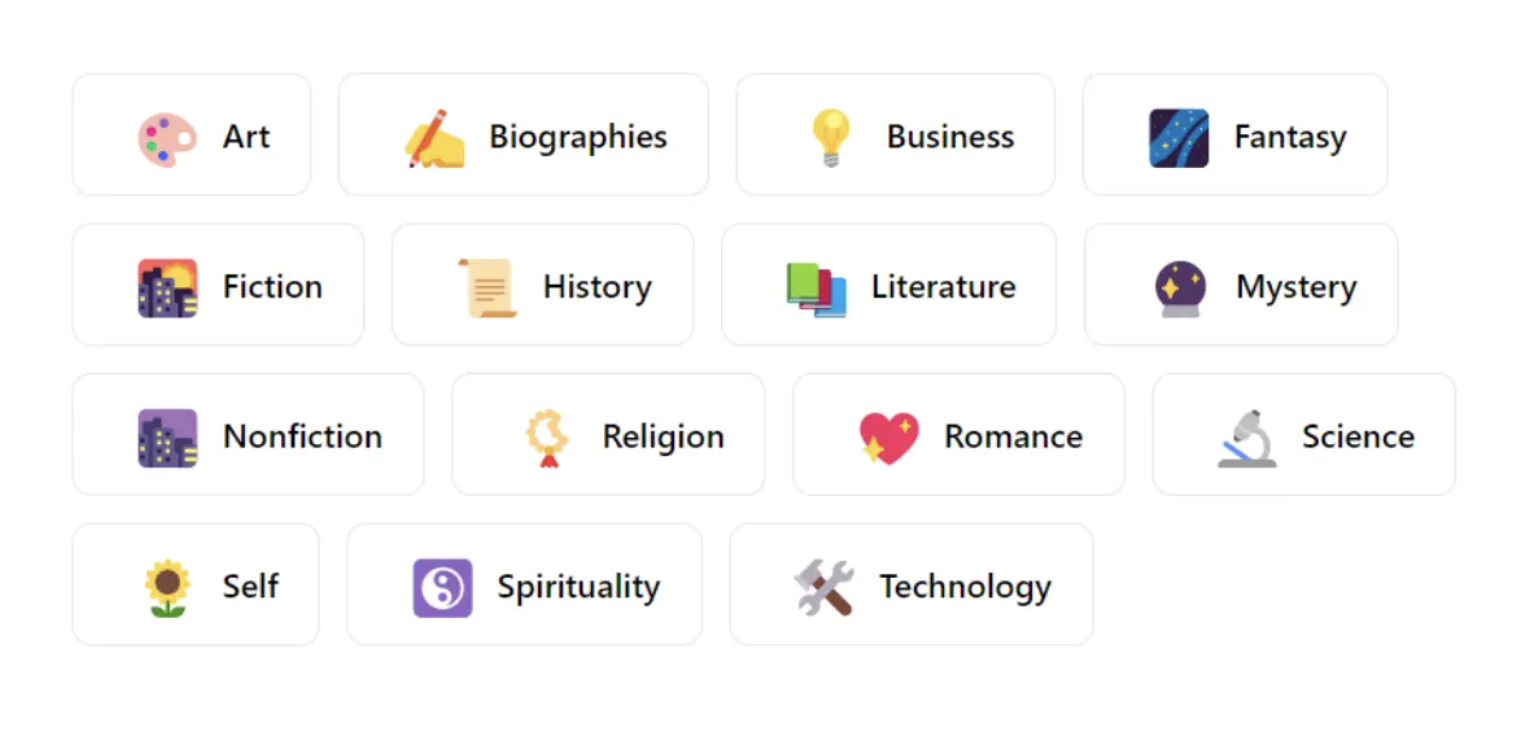 Art
Biographies
Business
Fantasy
Fiction
History
Literature
Mystery
Nonfiction
Religion
Romance
Science
Self
Spirituality
Technology